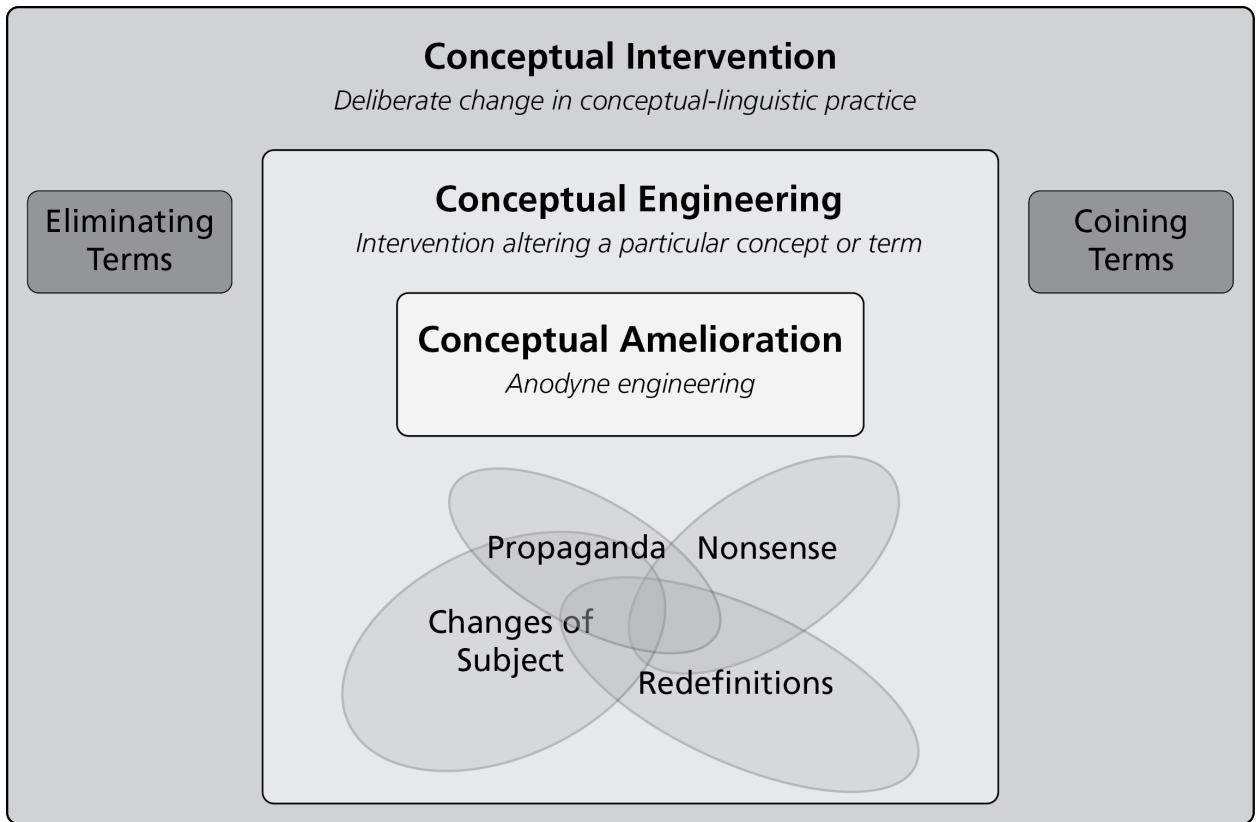 Conceptual Intervention
Deliberate change in conceptual-linguistic practice
Eliminating
Terms
Conceptual Engineering
Intervention altering a particular concept or term
Coining
Terms
Conceptual Amelioration
Anodyne engineering
Propaganda
Nonsense
Changes of
Subject
Redefinitions